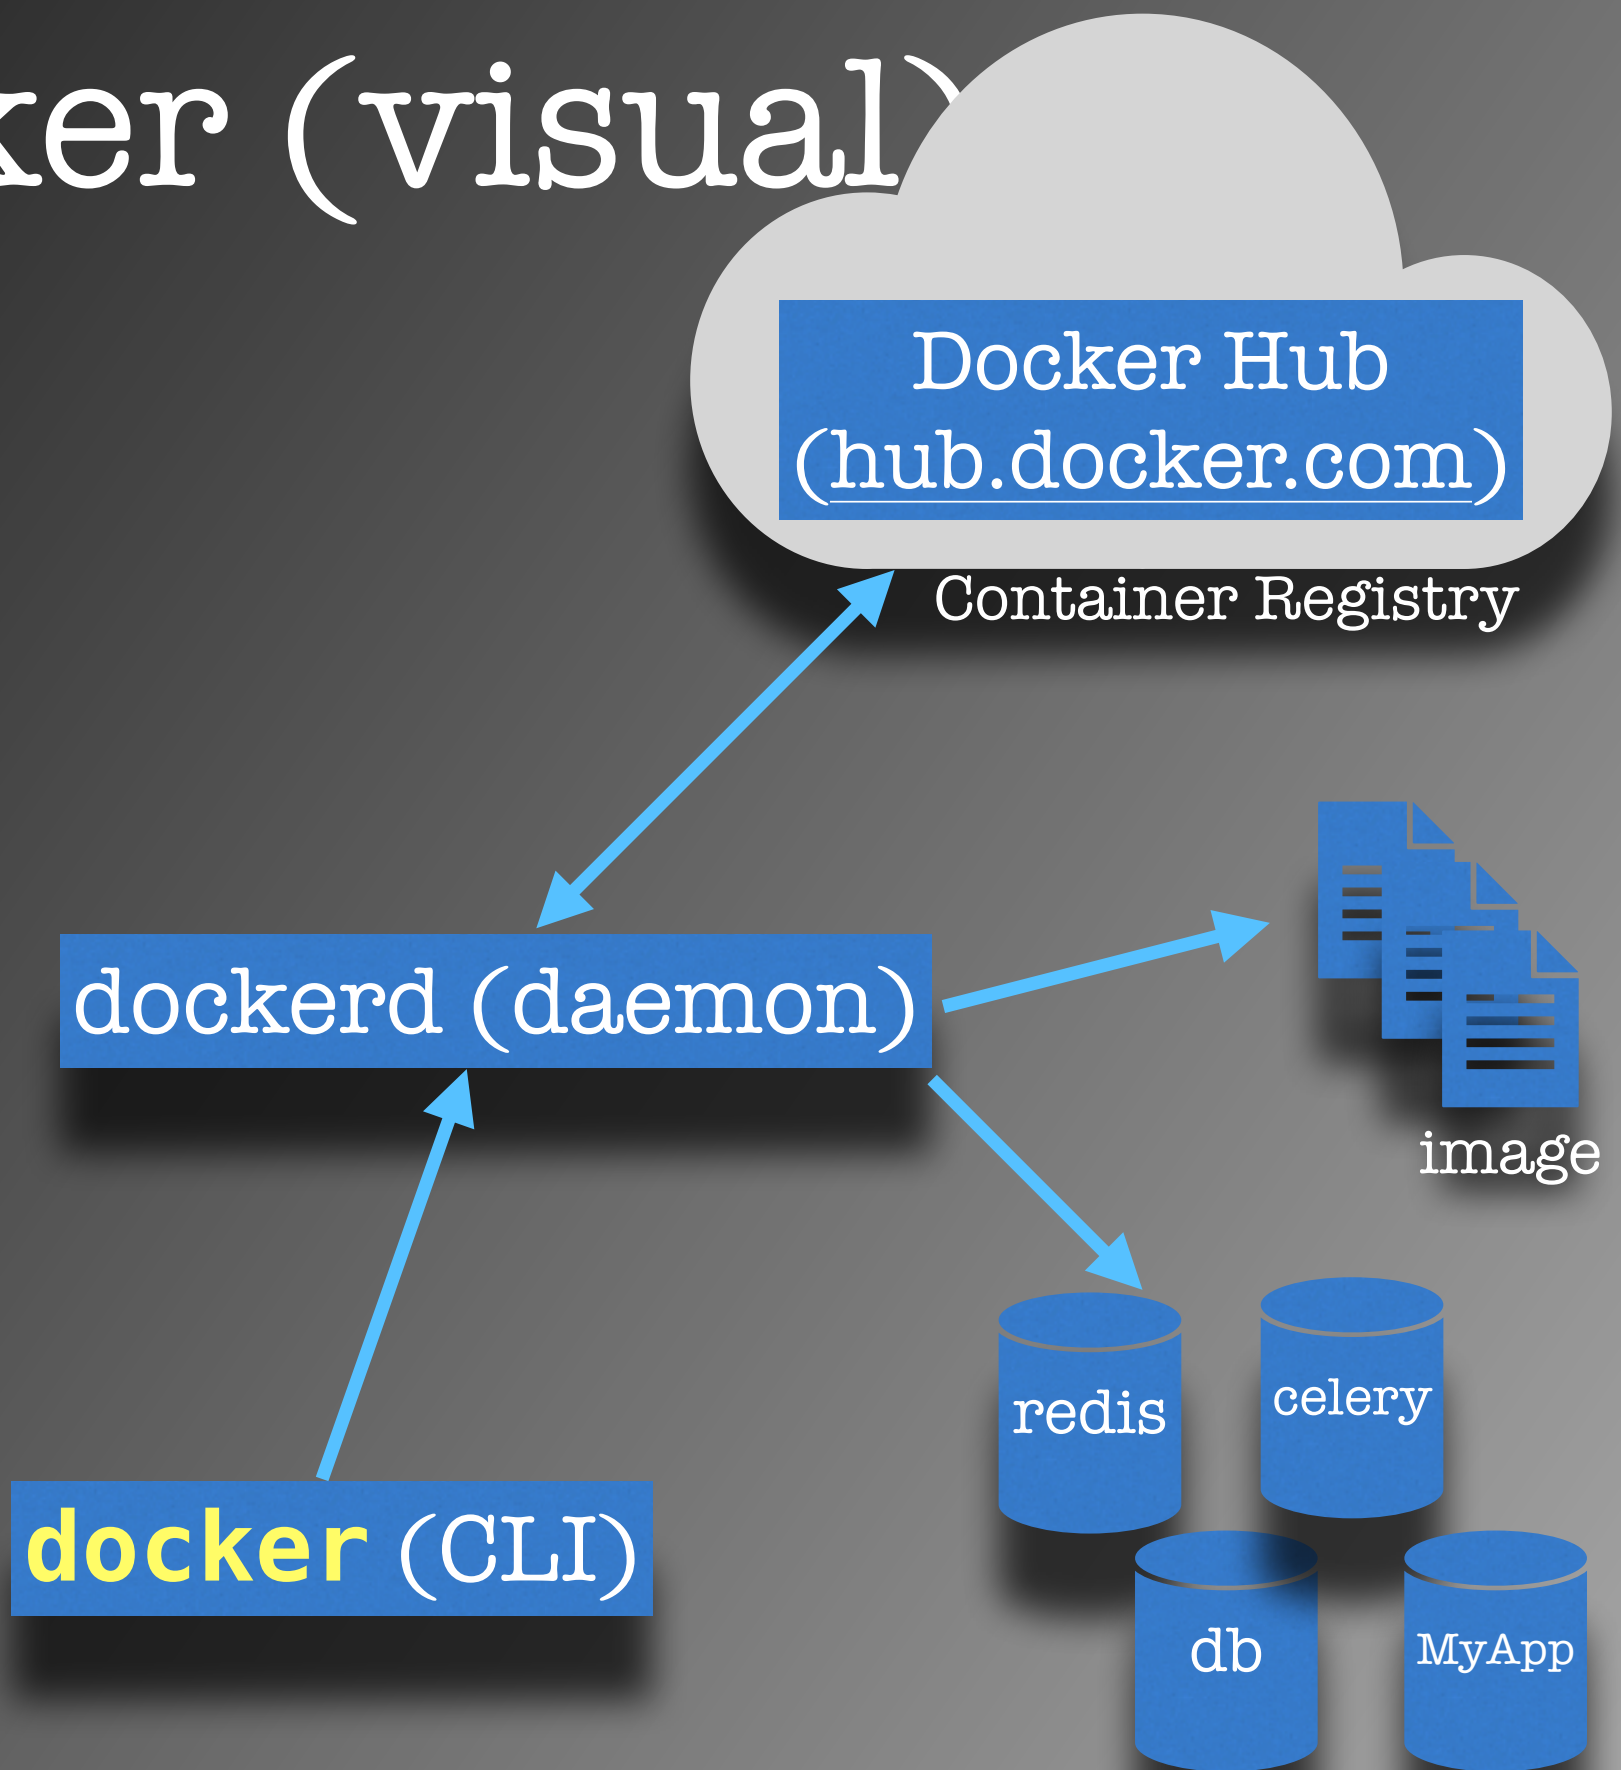 ker (visual)
Docker Hub
(hub.docker.com)
Container Registry
dockerd (daemon)
image
redis
celery
docker (CLI)
db
MyApp